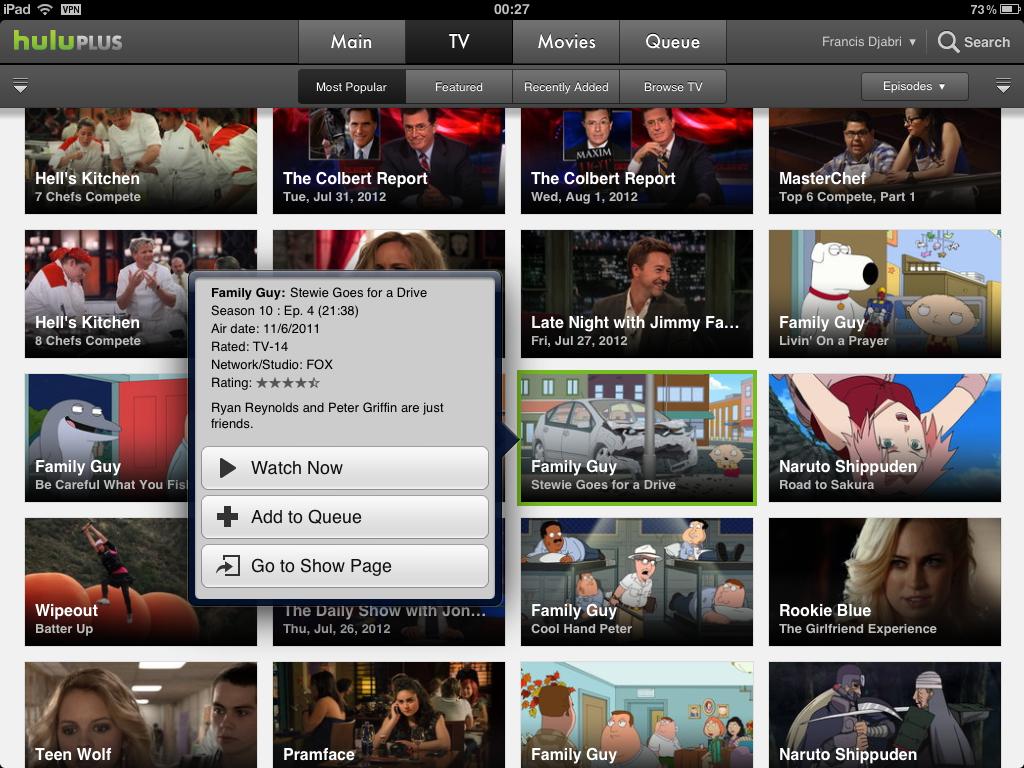 iPad VPN 00:27 73%
huluPLUS Main TV Movies Queue Francis Djabri ▼ Search
Most Popular Featured Recently Added Browse TV Episodes ▼
Hell's Kitchen
7 Chefs Compete
The Colbert Report
Tue, Jul 31, 2012
MAXIM
The Colbert Report
Wed, Aug 1, 2012
MasterChef
Top 6 Compete, Part 1
Hell's Kitchen
8 Chefs Compete
Late Night with Jimmy Fa...
Fri, Jul 27, 2012
Family Guy
Livin' On a Prayer
Family Guy: Stewie Goes for a Drive
Season 10 : Ep. 4 (21:38)
Air date: 11/6/2011
Rated: TV-14
Network/Studio: FOX
Rating: ★★★★
Ryan Reynolds and Peter Griffin are just
friends.
Watch Now
Add to Queue
Go to Show Page
Family Guy
Be Careful What You Fis
Family Guy
Stewie Goes for a Drive
Naruto Shippuden
Road to Sakura
Wipeout
Batter Up
The Daily Show with Jon...
Thu, Jul, 26, 2012
Family Guy
Cool Hand Peter
Rookie Blue
The Girlfriend Experience
Teen Wolf
Pramface
Family Guy
Naruto Shippuden